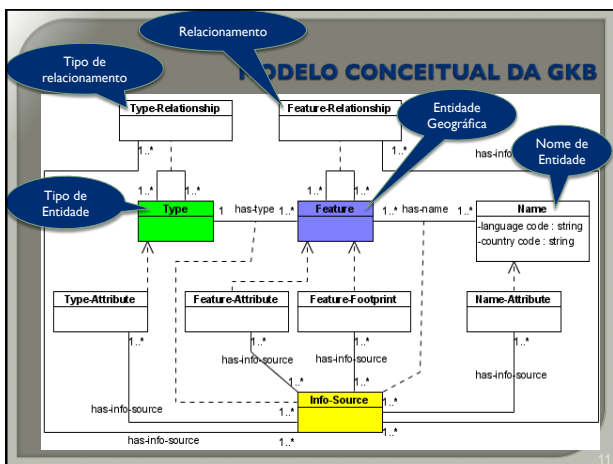 Relacionamento
Tipo de
relacionamento
MODELO CONCEITUAL DA GKB
Entidade
Geográfica
Nome de
Entidade
Tipo de
Entidade
Type-Relationship
Feature-Relationship
1..*
1..*
1..*
1..*
has-info-source
1..*
1..*
1..*
1..*
Type
1
has-type
1..*
Feature
1..*
has-name
1..*
Name
-language code : string
-country code : string
Type-Attribute
Feature-Attribute
Feature-Footprint
Name-Attribute
1..*
1..*
1..*
1..*
has-info-source
has-info-source
has-info-source
has-info-source
1..*
1..*
Info-Source
1..*
1..*
1..*
1..*
1..*
has-info-source
11